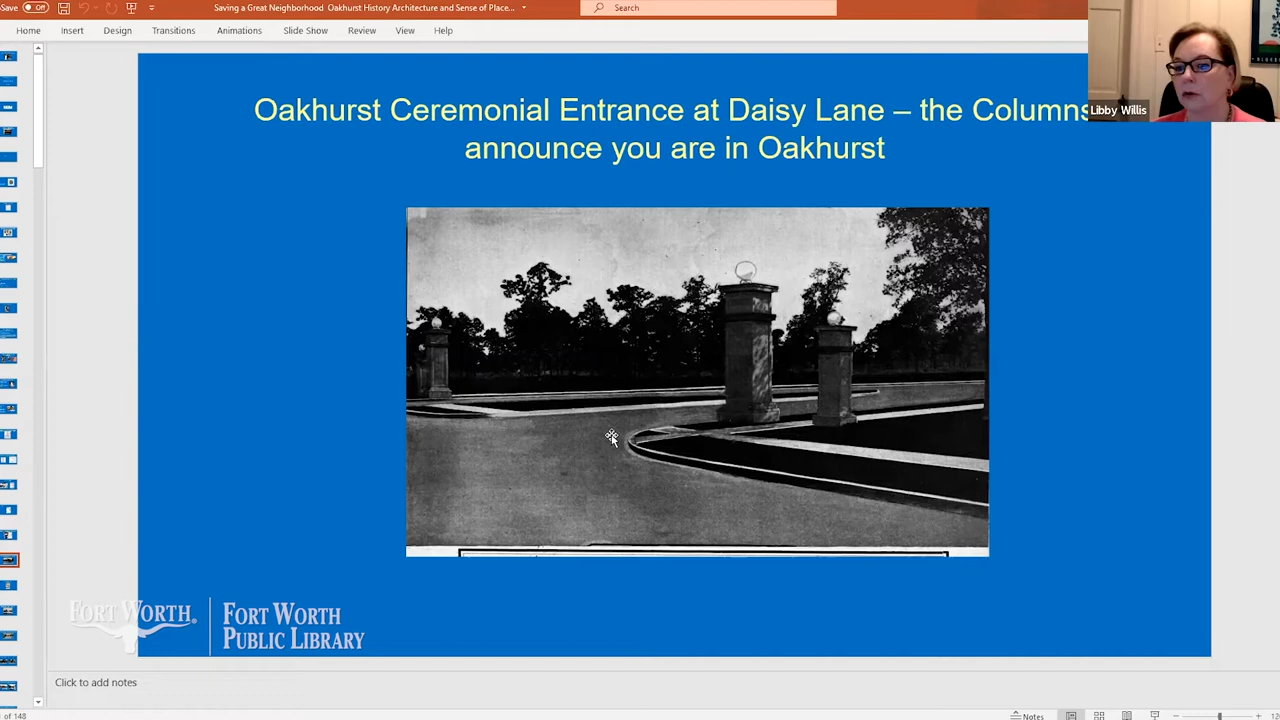 Save Off Saving a Great Neighborhood Oakhurst History Architecture and Sense of Place... Search
Home Insert Design Transitions Animations Slide Show Review View Help
Libby Willis
Oakhurst Ceremonial Entrance at Daisy Lane – the Columns
announce you are in Oakhurst
FORT WORTH®
FORT WORTH
PUBLIC LIBRARY
Click to add notes
of 148 Notes